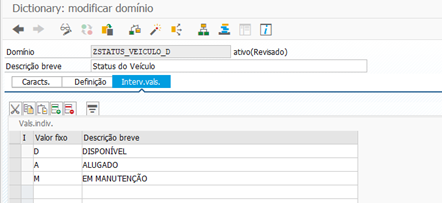 Dictionary: modificar domínio
Domínio ZSTATUS_VEICULO_D ativo(Revisado)
Descrição breve Status do Veículo
Caracts. Definição Interv.vals.
Vals.indiv.
I Valor fixo Descrição breve
D DISPONÍVEL
A ALUGADO
M EM MANUTENÇÃO